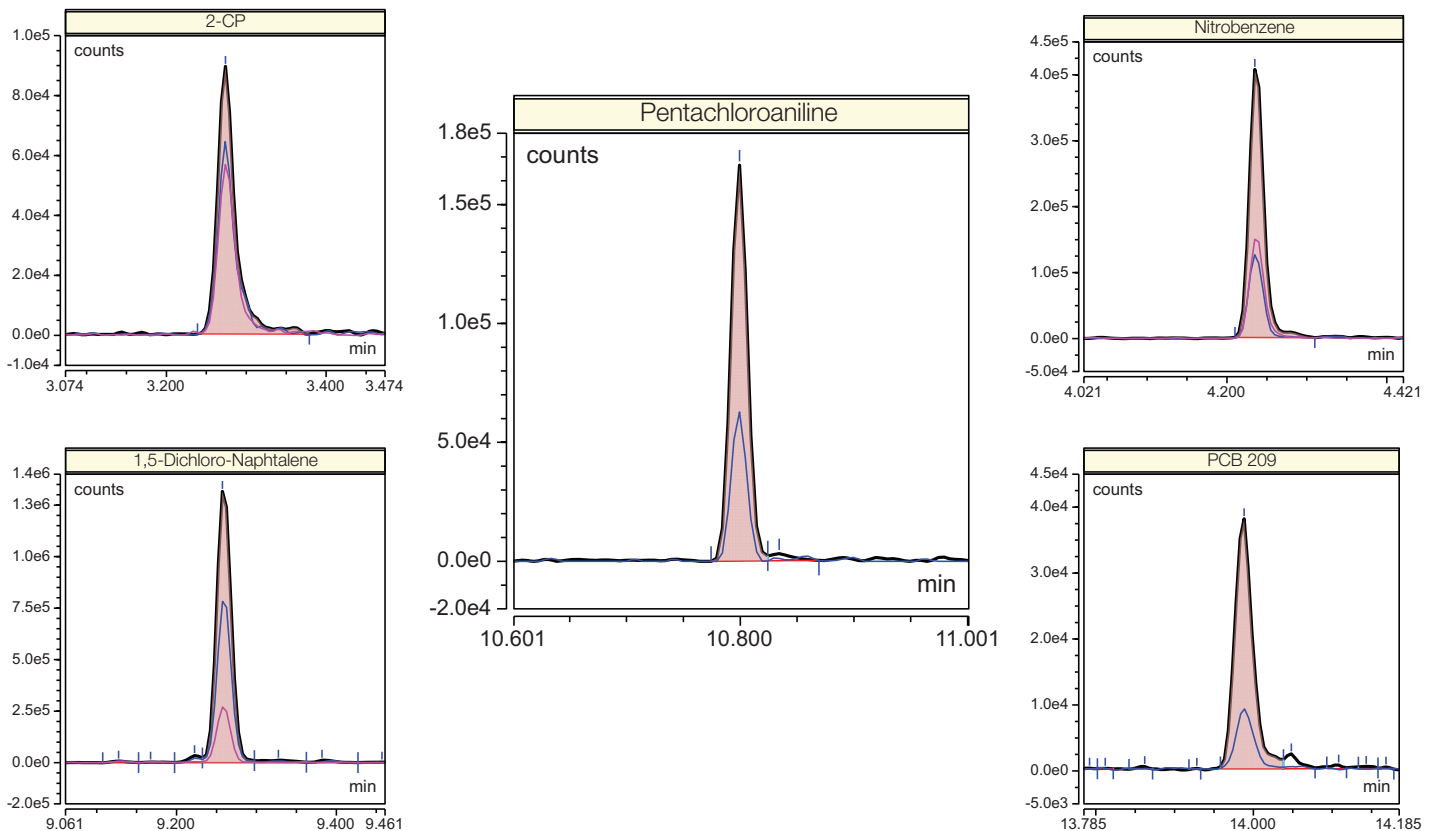 2-CP
1.0e5
counts
8.0e4
6.0e4
4.0e4
2.0e4
0.0e0
min
-1.0e4
3.074
3.200
3.400
3.474
1,5-Dichloro-Naphtalene
1.4e6
counts
1.3e6
1.0e6
7.5e5
5.0e5
2.5e5
0.0e0
min
-2.0e5
9.061
9.200
9.400
9.461
Pentachloroaniline
1.8e5
counts
1.5e5
1.0e5
5.0e4
0.0e0
min
-2.0e4
10.601
10.800
11.001
Nitrobenzene
4.5e5
counts
4.0e5
3.0e5
2.0e5
1.0e5
0.0e0
min
-5.0e4
4.021
4.200
4.421
PCB 209
4.5e4
counts
4.0e4
3.0e4
2.0e4
1.0e4
0.0e0
min
-5.0e3
13.785
14.000
14.185